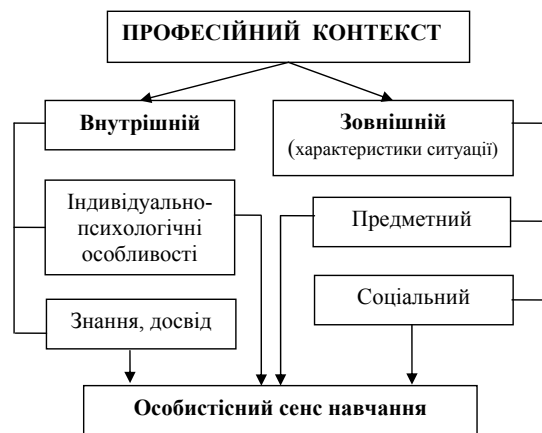 ПРОФЕСІЙНИЙ КОНТЕКСТ
Внутрішній
Зовнішній
(характеристики ситуації)
Індивідуально-
психологічні
особливості
Предметний
Знання, досвід
Соціальний
Особистісний сенс навчання